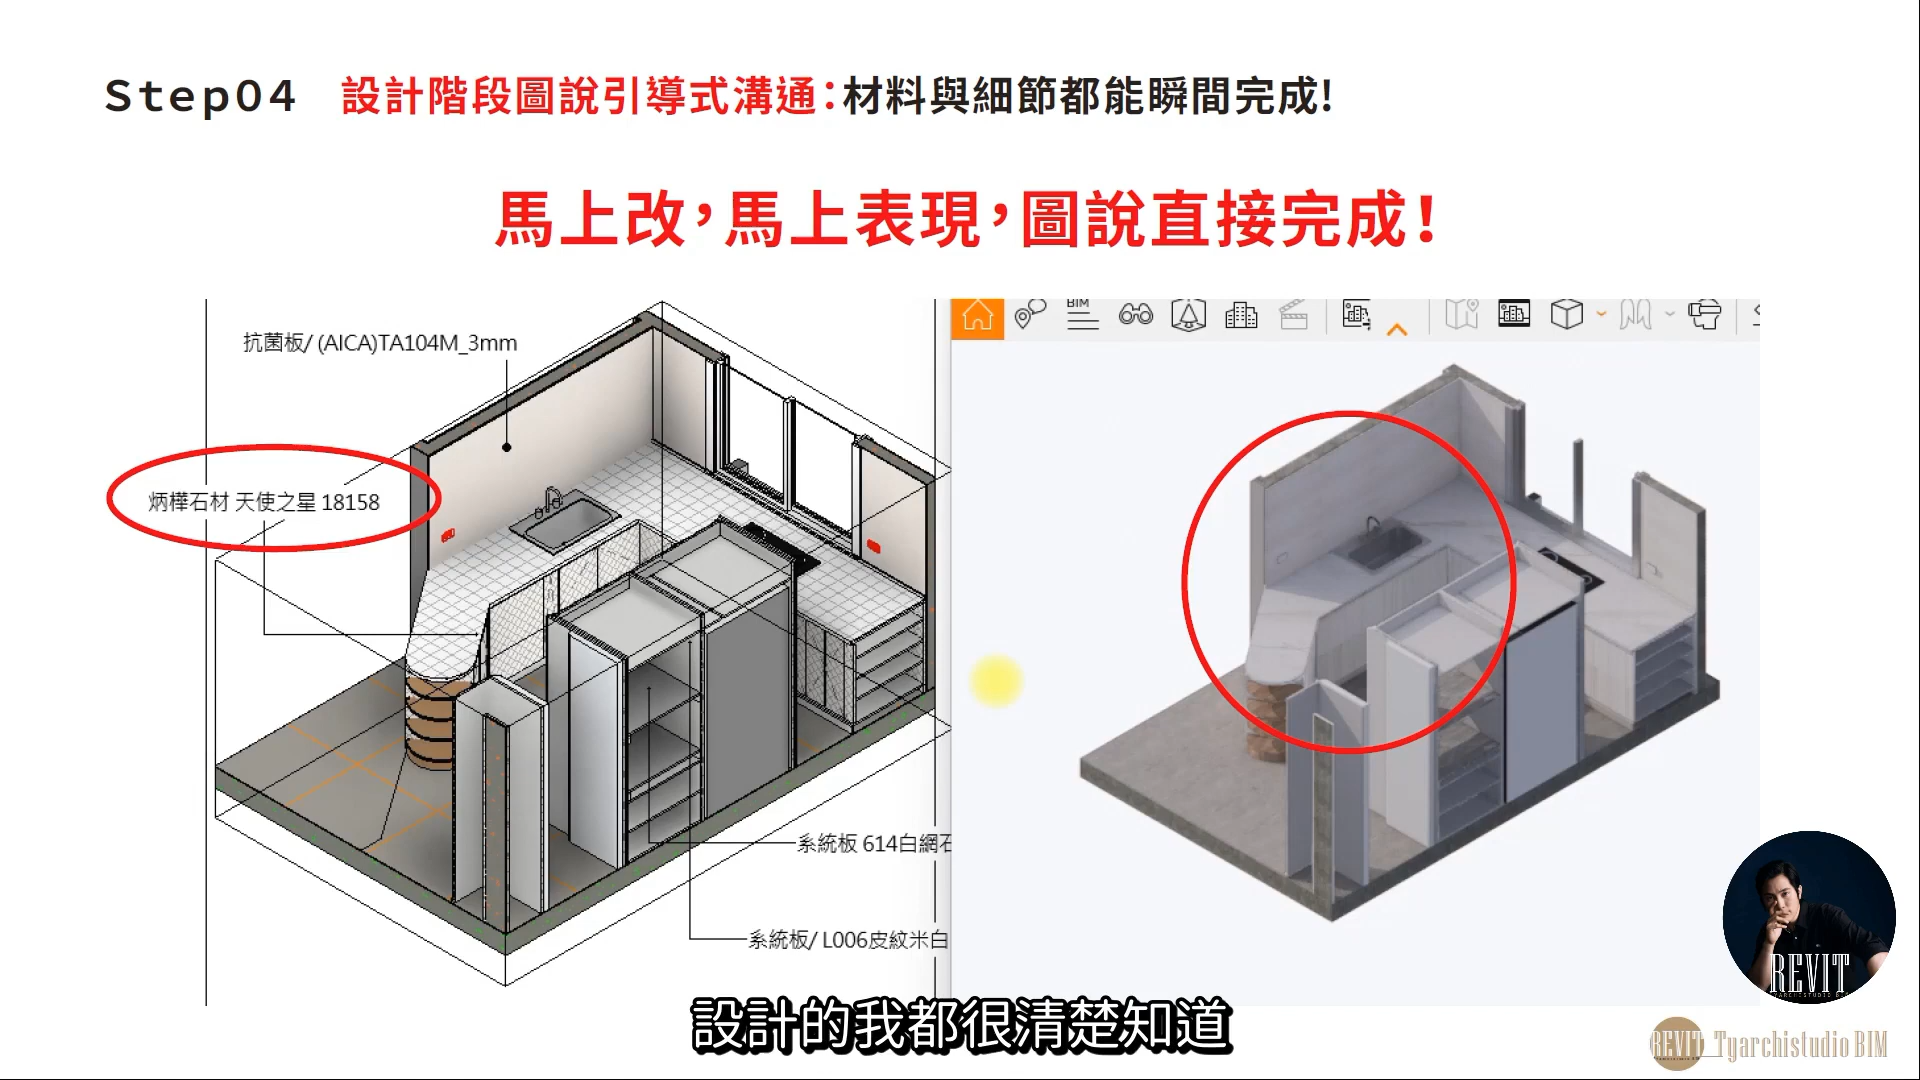 Step04 設計階段圖說引導式溝通:材料與細節都能瞬間完成!
馬上改,馬上表現,圖說直接完成!
抗菌板/ (AICA)TA104M_3mm
BIM
炳樺石材 天使之星 18158
系統板 614白網石
系統板/ L006皮紋米白
設計的我都很清楚知道
REVIT
REVIT Tyarchistudio BIM